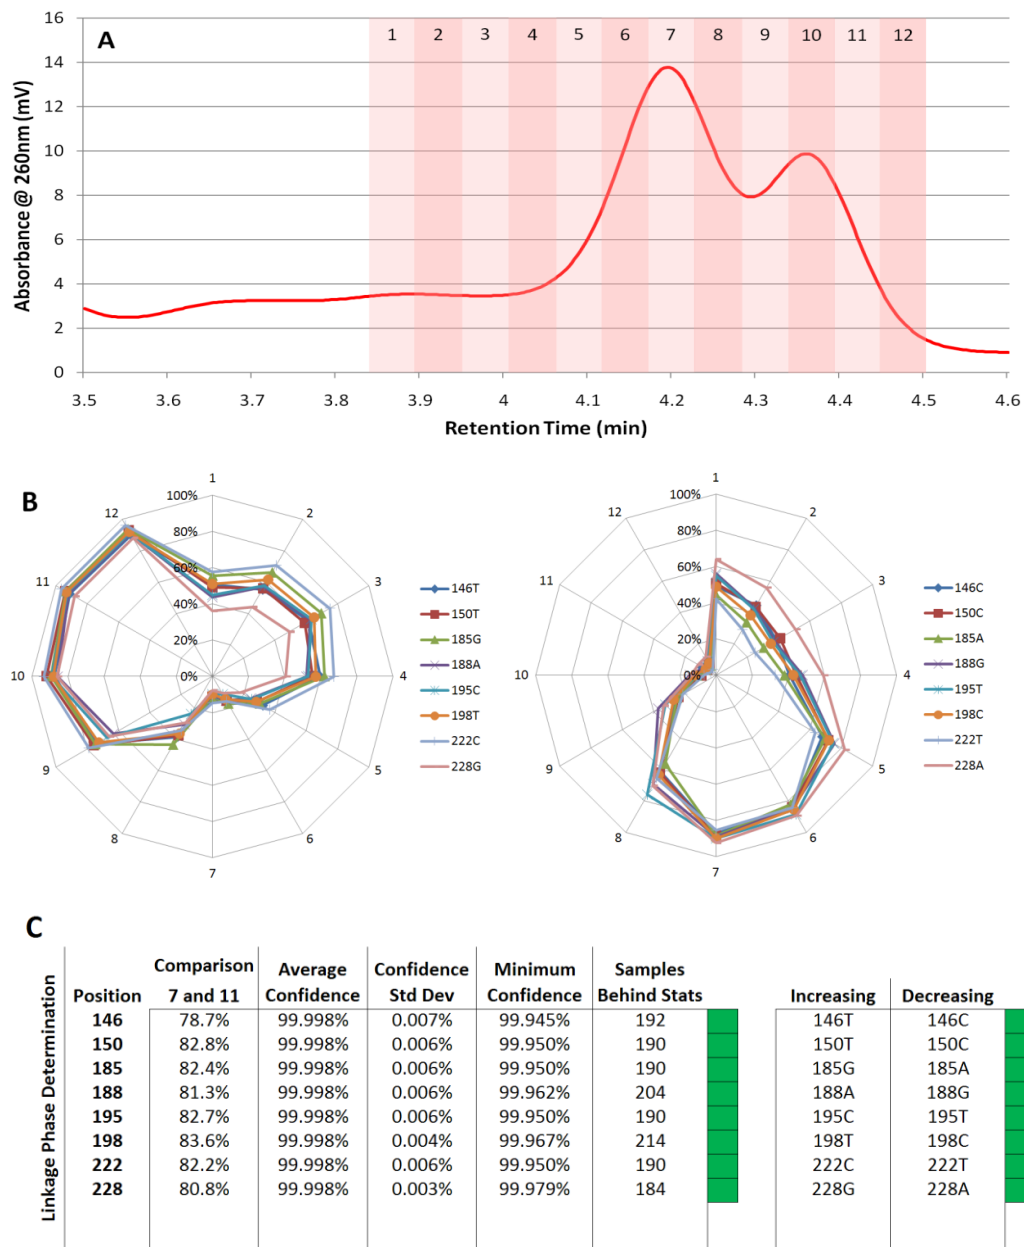 A
1 2 3 4 5 6 7 8 9 10 11 12
16
14
12
10
8
6
4
2
0
Absorbance @ 260nm (mV)
3.5 3.6 3.7 3.8 3.9 4 4.1 4.2 4.3 4.4 4.5 4.6
Retention Time (min)
B
1
2
3
4
5
6
7
8
9
10
11
12
100%
80%
60%
40%
20%
0%
146T
150T
185G
188A
195C
198T
222C
228G
1
2
3
4
5
6
7
8
9
10
11
12
100%
80%
60%
40%
20%
0%
146C
150C
185A
188G
195T
198C
222T
228A
C
Linkage Phase Determination
Comparison Average Confidence Minimum Samples
Position 7 and 11 Confidence Std Dev Confidence Behind Stats Increasing Decreasing
146 78.7% 99.998% 0.007% 99.945% 192 146T 146C
150 82.8% 99.998% 0.006% 99.950% 190 150T 150C
185 82.4% 99.998% 0.006% 99.950% 190 185G 185A
188 81.3% 99.998% 0.006% 99.962% 204 188A 188G
195 82.7% 99.998% 0.006% 99.950% 190 195C 195T
198 83.6% 99.998% 0.004% 99.967% 214 198T 198C
222 82.2% 99.998% 0.006% 99.950% 190 222C 222T
228 80.8% 99.998% 0.003% 99.979% 184 228G 228A